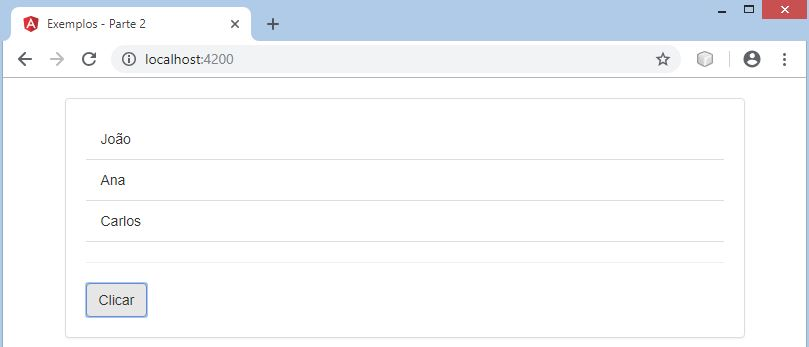 Exemplos - Parte 2
localhost:4200
João
Ana
Carlos
Clicar